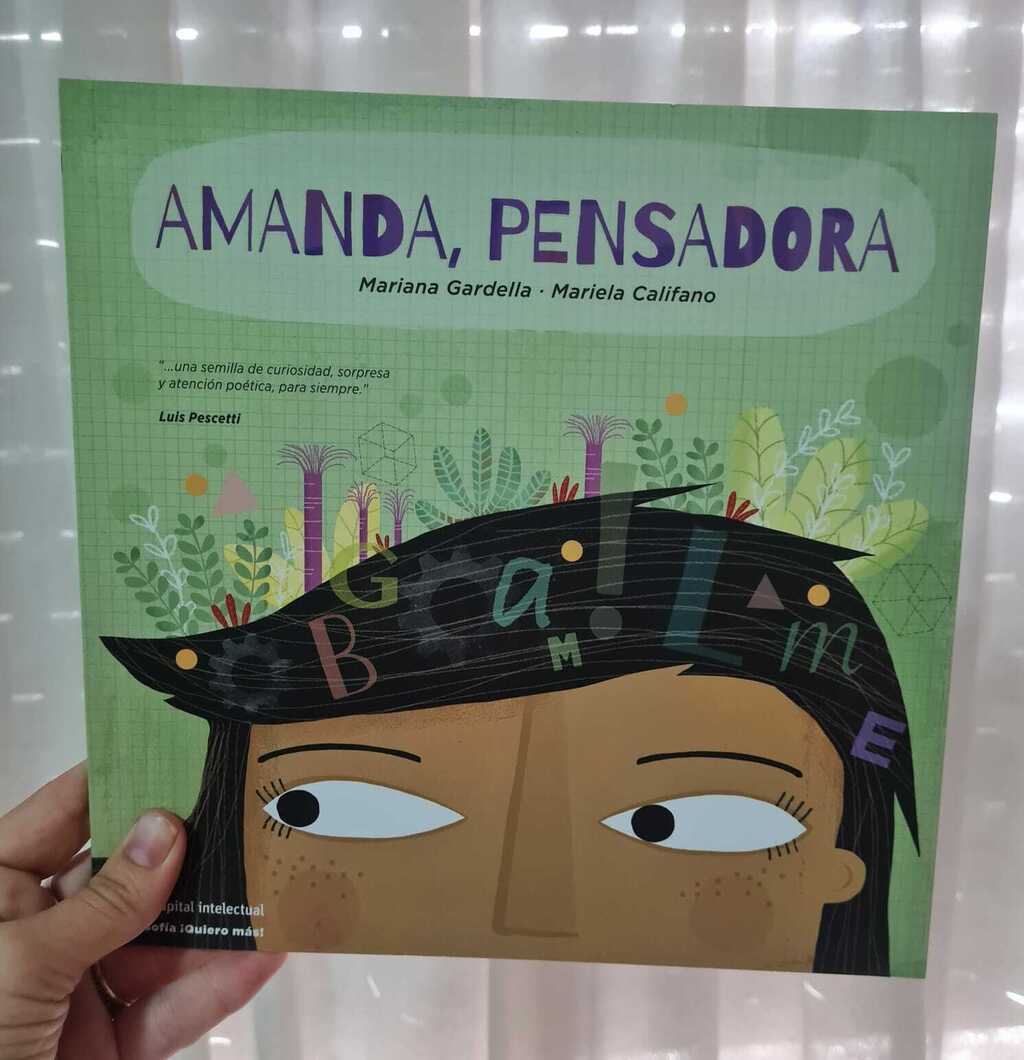 AMANDA, PENSADORA
Mariana Gardella · Mariela Califano
"...una semilla de curiosidad, sorpresa
y atención poética, para siempre."
Luis Pescetti
G
a
!
L
B
M
m
E
intelectual
¡Quiero más!